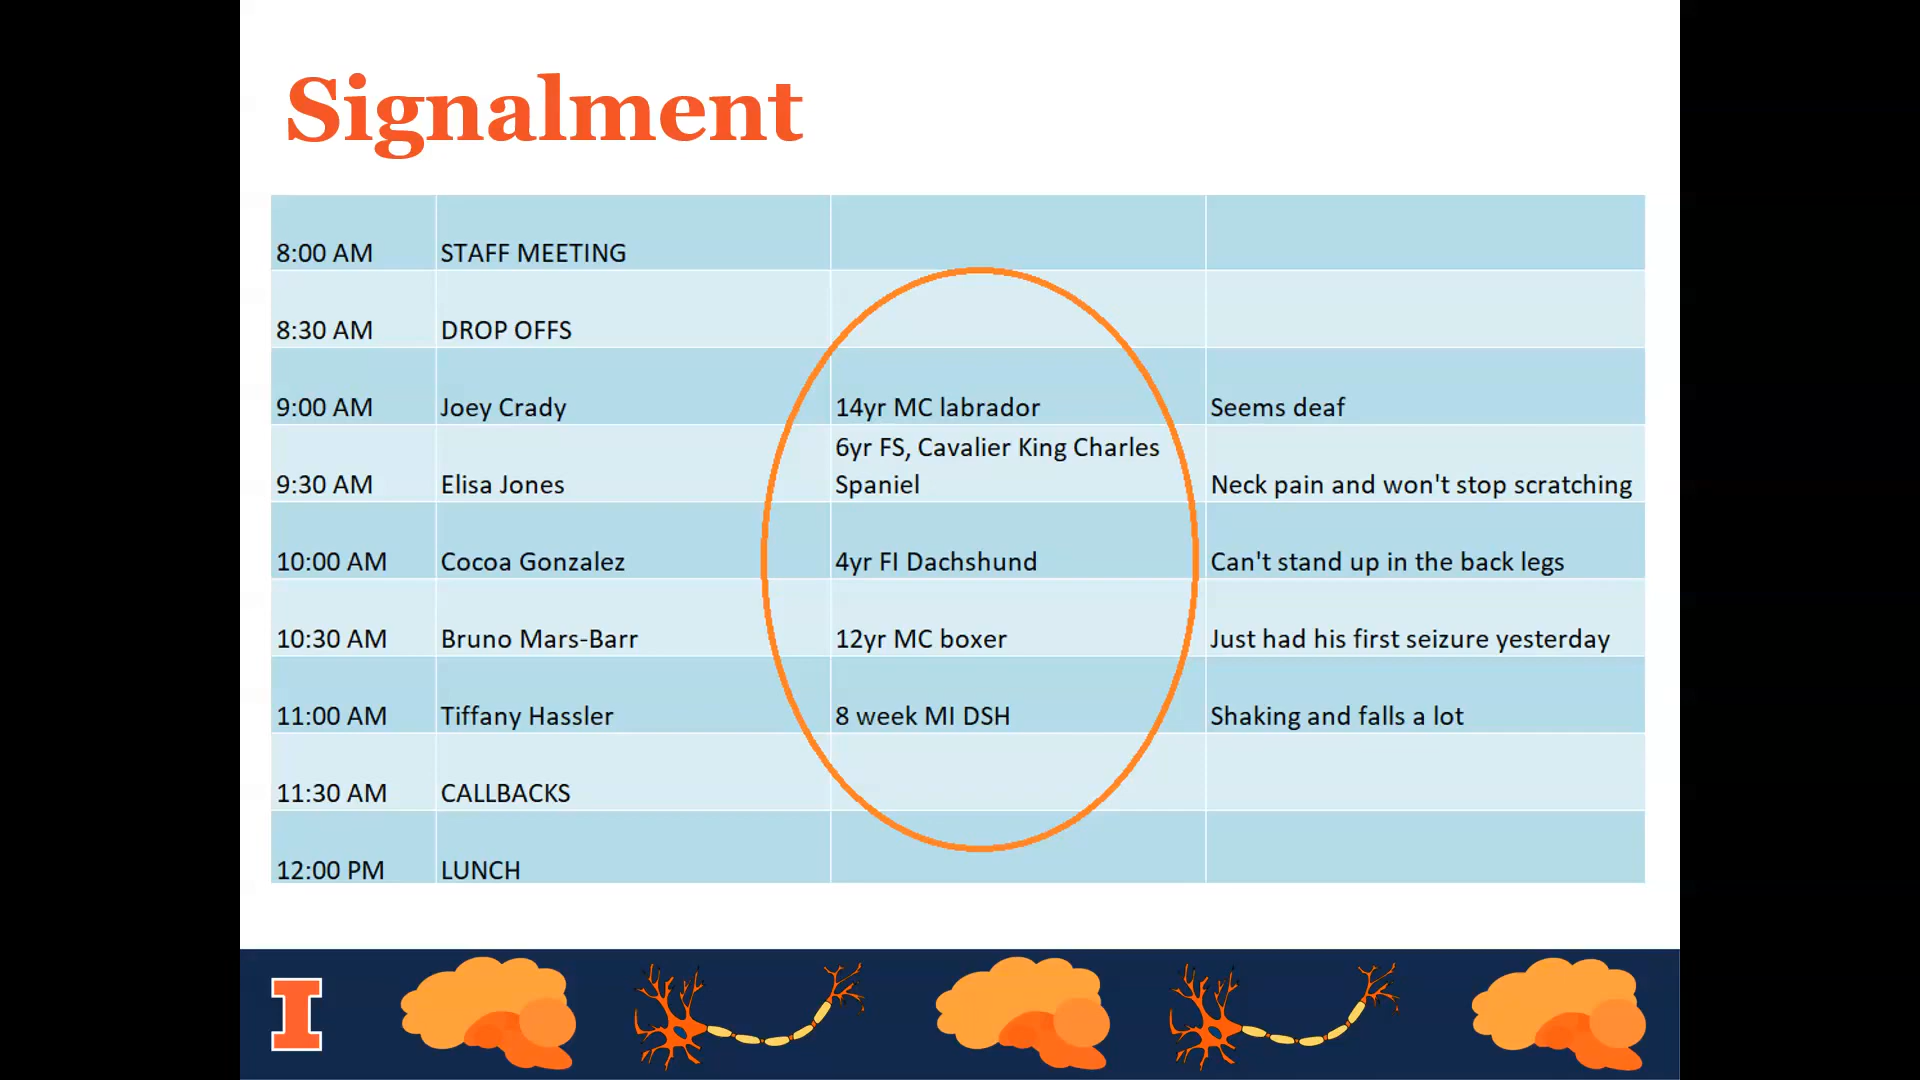 Signalment
8:00 AM STAFF MEETING
8:30 AM DROP OFFS
9:00 AM Joey Crady 14yr MC labrador Seems deaf
6yr FS, Cavalier King Charles
9:30 AM Elisa Jones Spaniel Neck pain and won't stop scratching
10:00 AM Cocoa Gonzalez 4yr FI Dachshund Can't stand up in the back legs
10:30 AM Bruno Mars-Barr 12yr MC boxer Just had his first seizure yesterday
11:00 AM Tiffany Hassler 8 week MI DSH Shaking and falls a lot
11:30 AM CALLBACKS
12:00 PM LUNCH
I